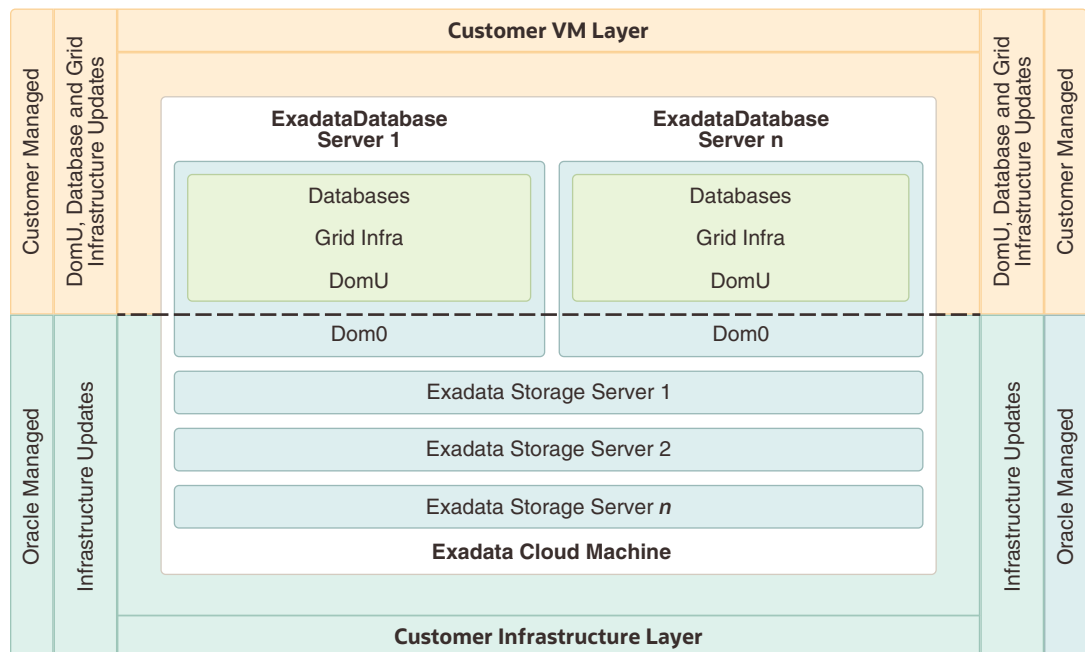 Customer VM Layer
Customer Managed
DomU, Database and Grid
Infrastructure Updates
ExadataDatabase
Server 1
Databases
Grid Infra
DomU
Dom0
ExadataDatabase
Server n
Databases
Grid Infra
DomU
Dom0
DomU, Database and Grid
Infrastructure Updates
Customer Managed
Oracle Managed
Infrastructure Updates
Exadata Storage Server 1
Exadata Storage Server 2
Exadata Storage Server n
Exadata Cloud Machine
Infrastructure Updates
Oracle Managed
Customer Infrastructure Layer